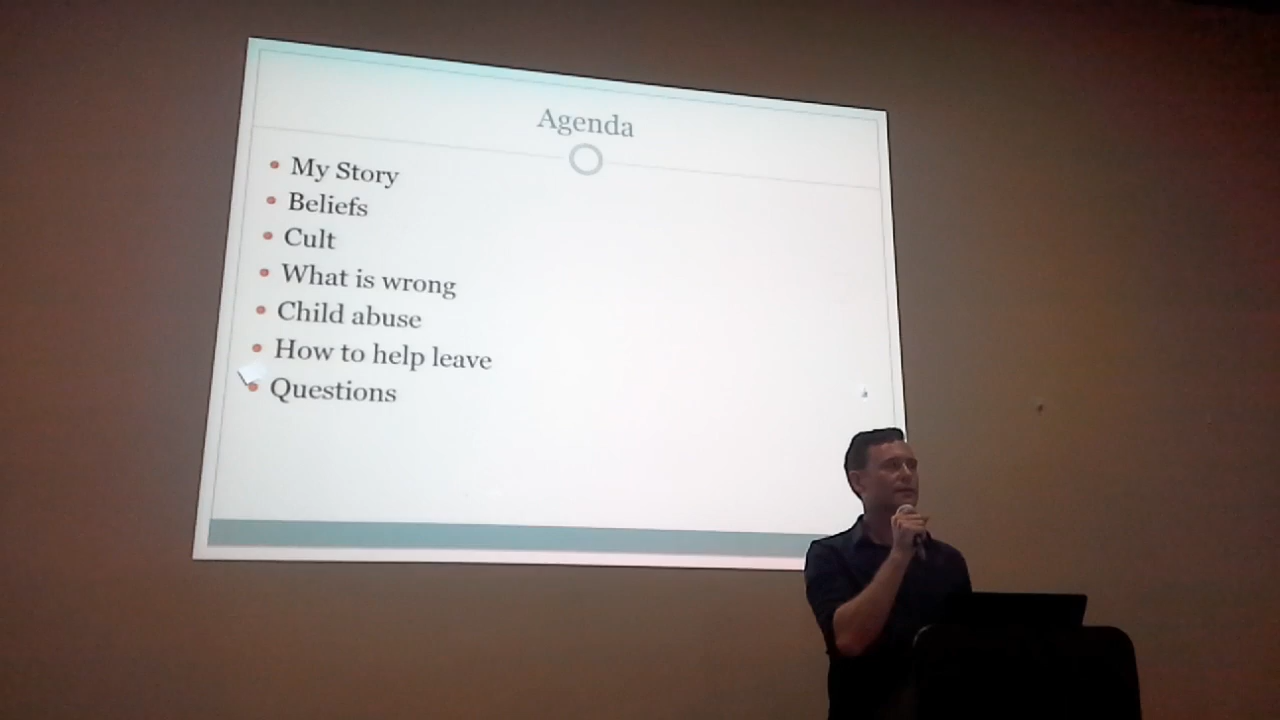 Agenda
My Story
Beliefs
Cult
What is wrong
Child abuse
How to help leave
Questions